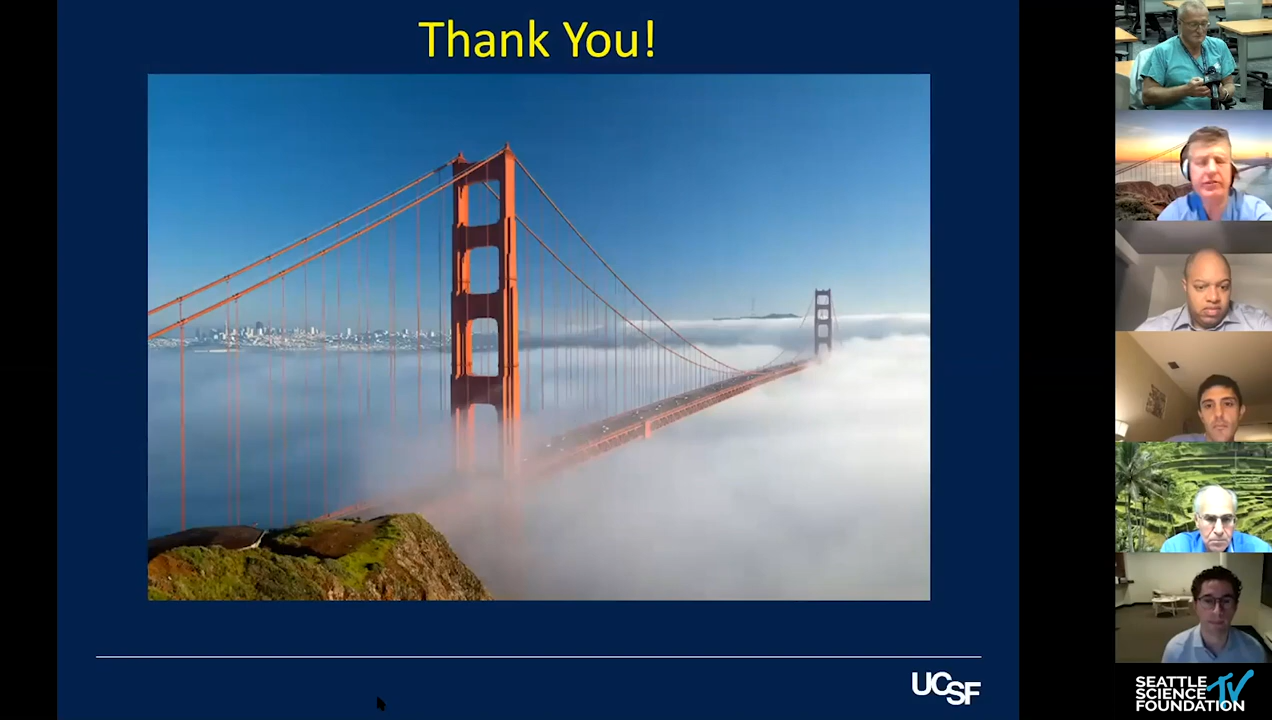 Thank You!
UCSF
SEATTLE
SCIENCE
FOUNDATION
TV